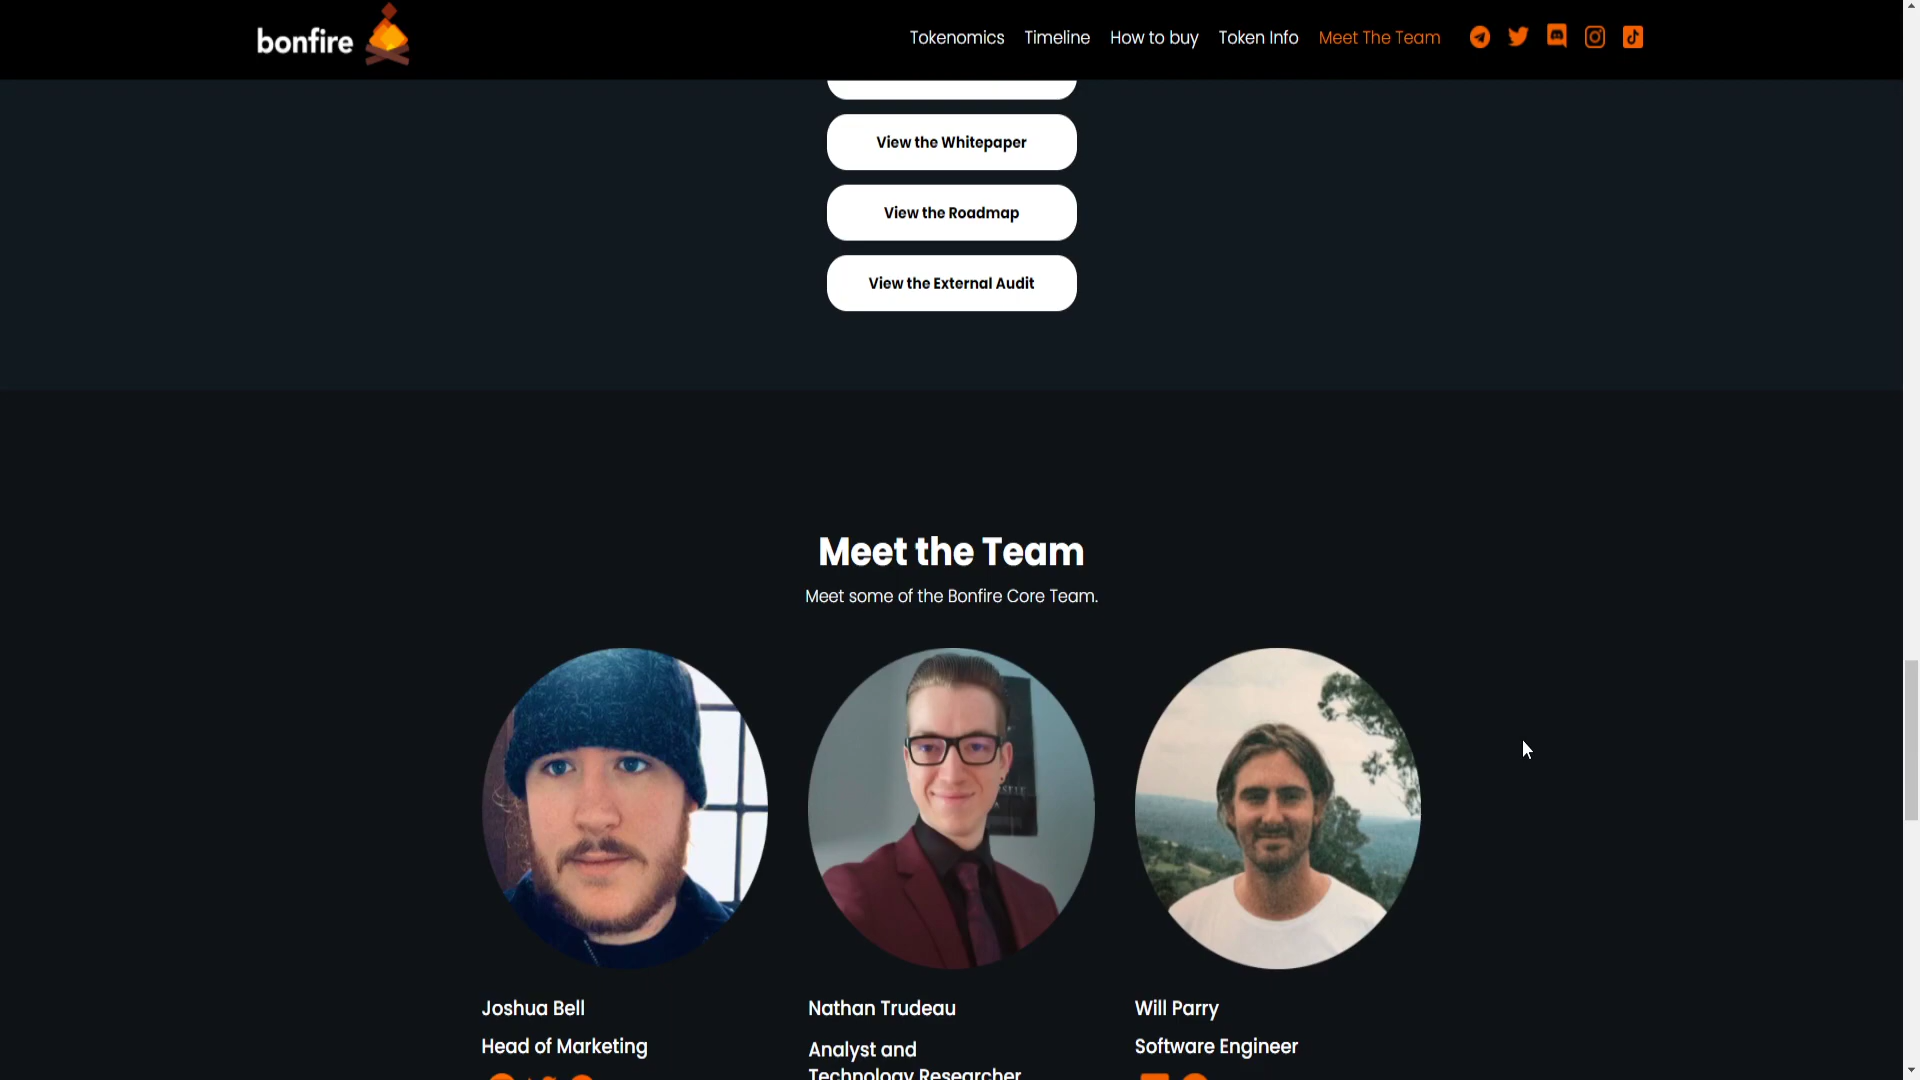 bonfire
Tokenomics Timeline How to buy Token Info Meet The Team
View the Whitepaper
View the Roadmap
View the External Audit
Meet the Team
Meet some of the Bonfire Core Team.
Joshua Bell
Head of Marketing
Nathan Trudeau
Analyst and
Technology Researcher
Will Parry
Software Engineer